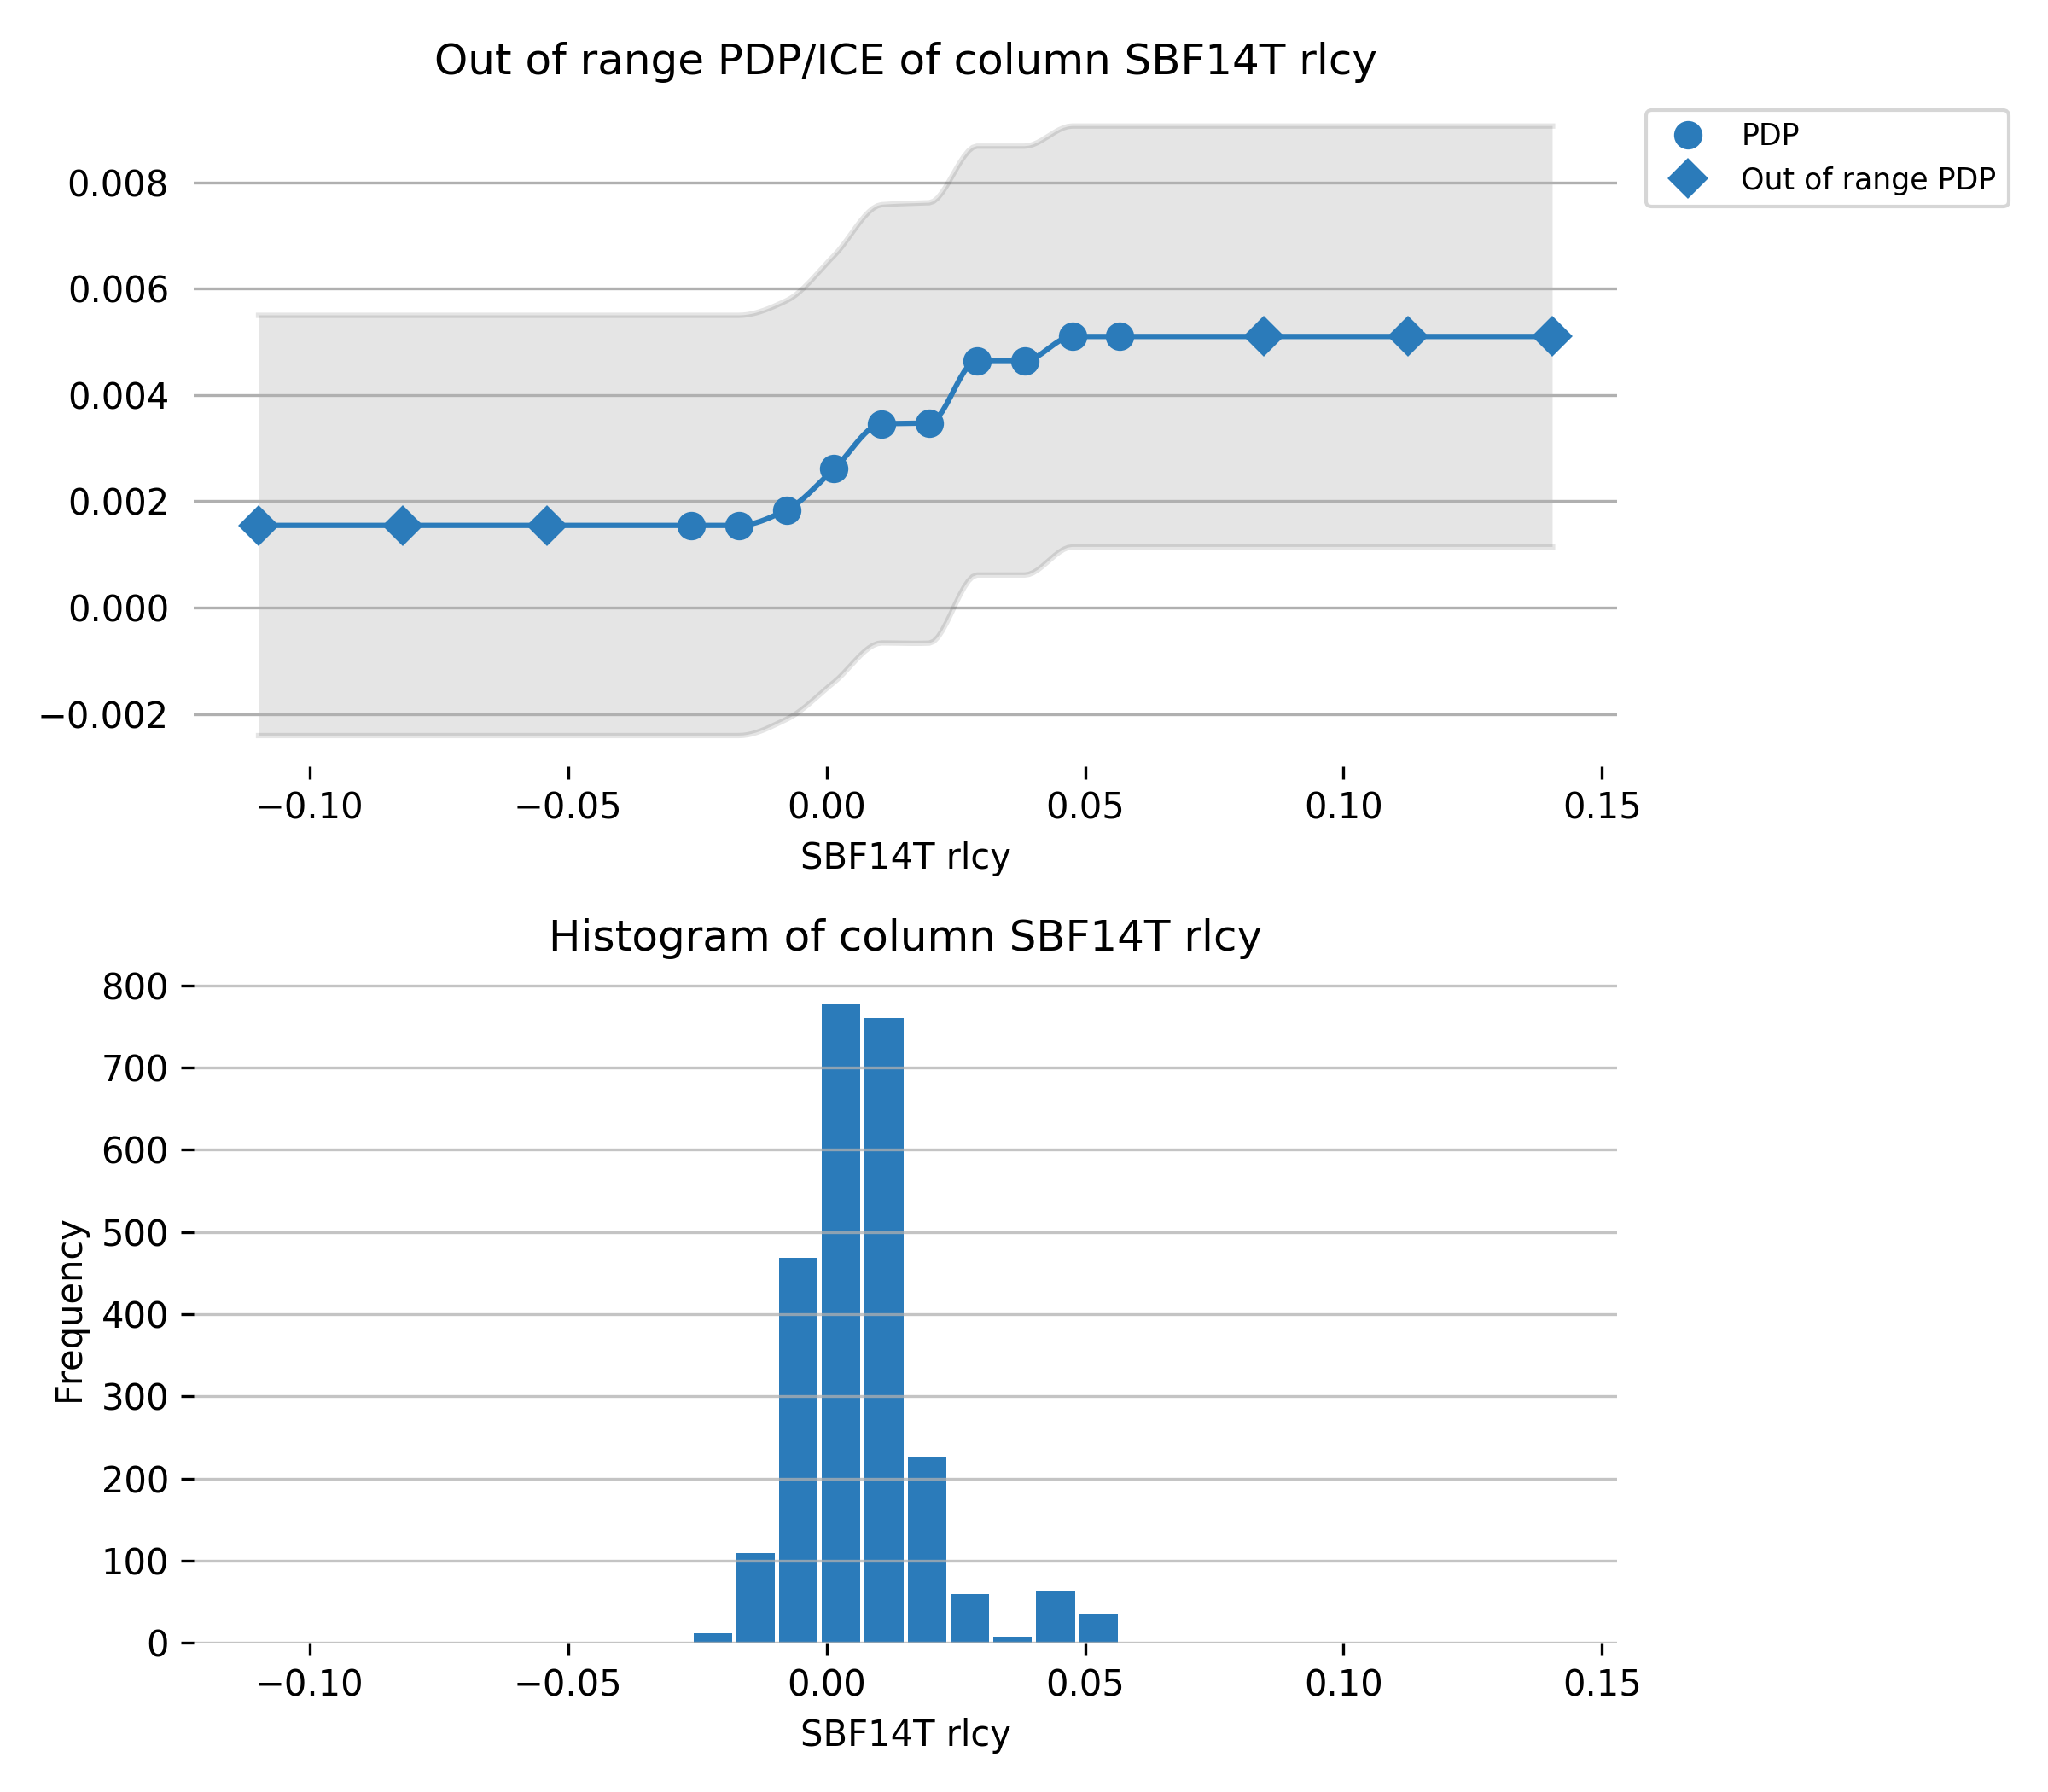 Out of range PDP/ICE of column SBF14T rlcy
PDP
Out of range PDP
0.008
0.006
0.004
0.002
0.000
−0.002
−0.10 −0.05 0.00 0.05 0.10 0.15
SBF14T rlcy
Histogram of column SBF14T rlcy
Frequency
800
700
600
500
400
300
200
100
0
−0.10 −0.05 0.00 0.05 0.10 0.15
SBF14T rlcy